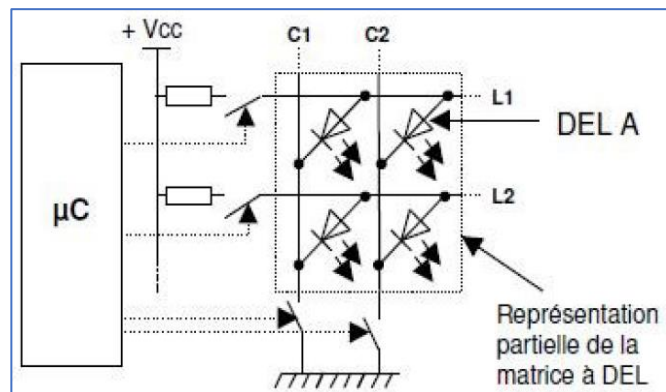 + Vcc
C1
C2
L1
DEL A
µC
L2
Représentation
partielle de la
matrice à DEL